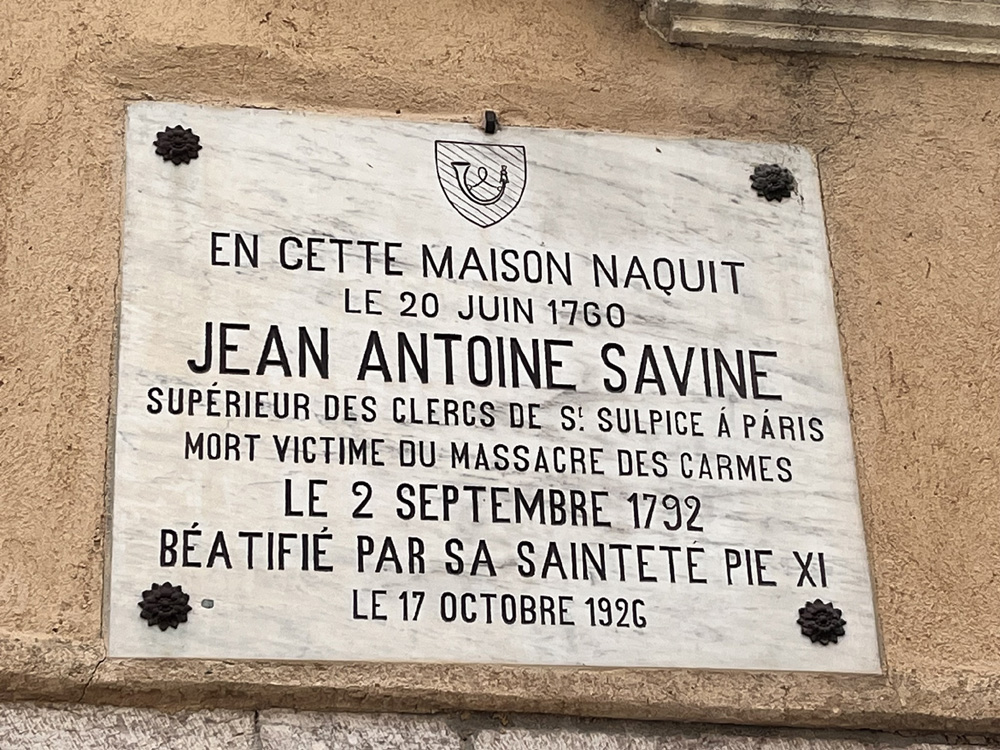 EN CETTE MAISON NAQUIT
LE 20 JUIN 1760
JEAN ANTOINE SAVINE
SUPÉRIEUR DES CLERCS DE St. SULPICE Á PÁRIS
MORT VICTIME DU MASSACRE DES CARMES
LE 2 SEPTEMBRE 1792
BÉATIFIÉ PAR SA SAINTETÉ PIE XI
LE 17 OCTOBRE 1926